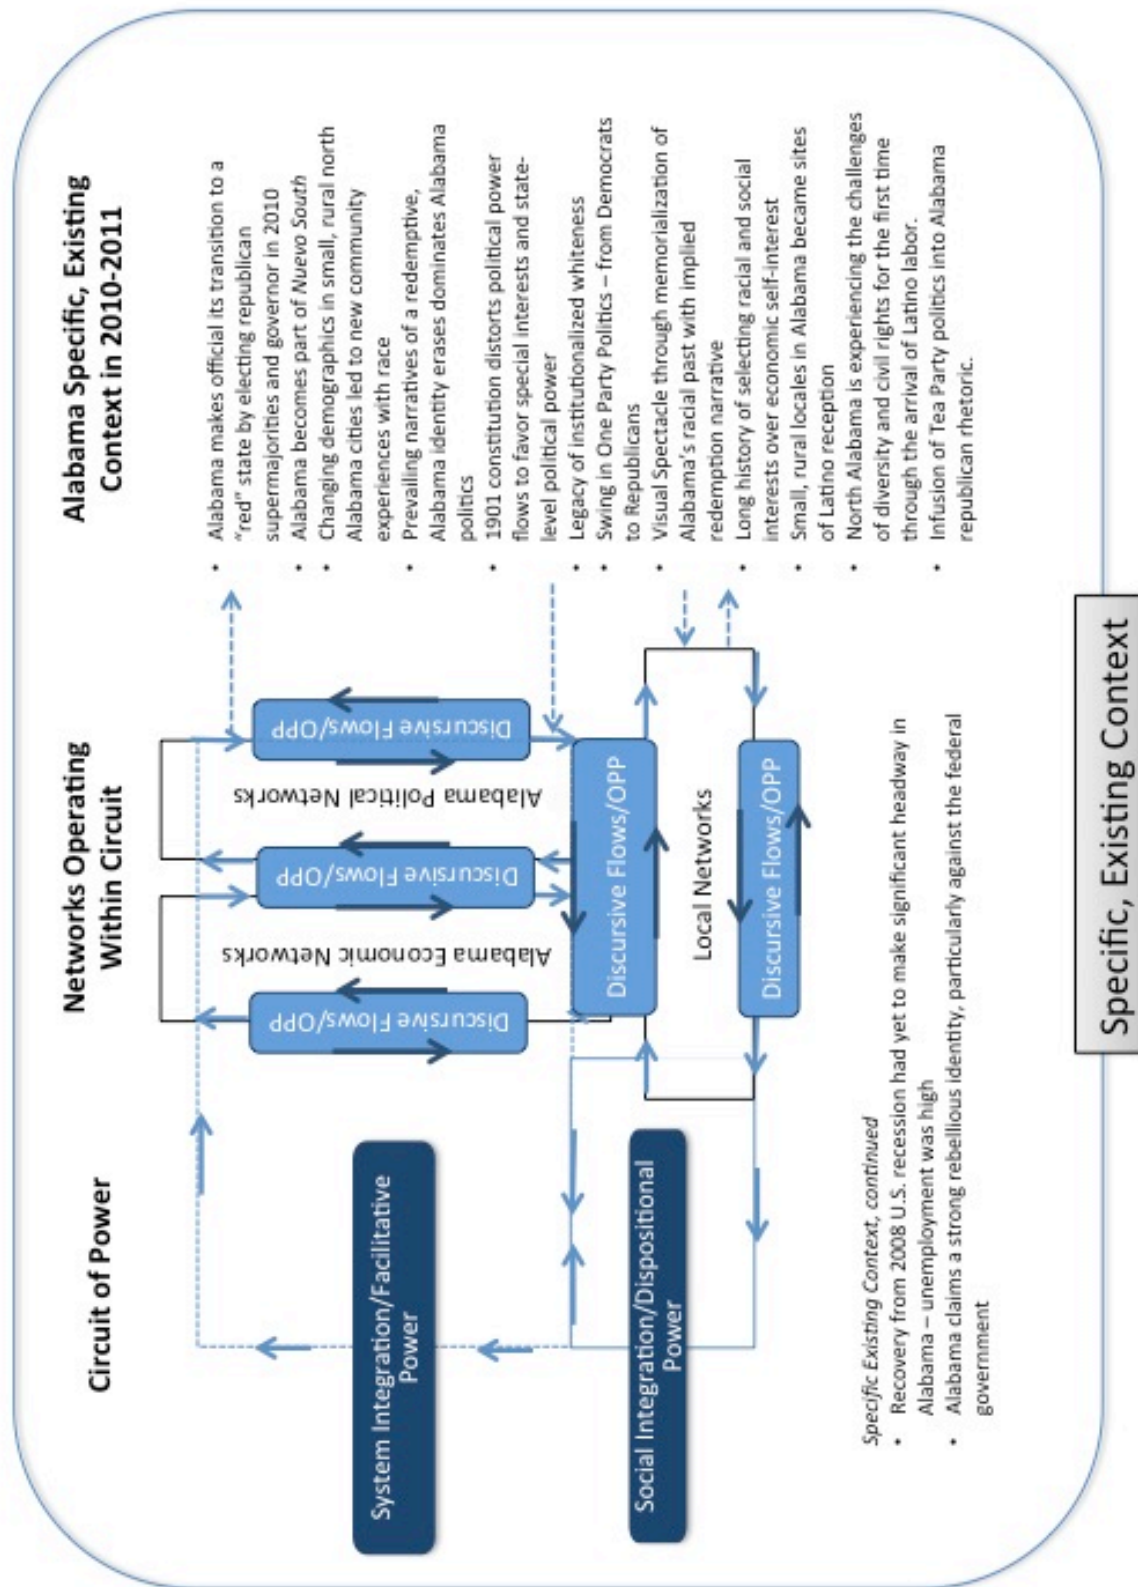 Circuit of Power
Networks Operating
Within Circuit
Alabama Specific, Existing
Context in 2010-2011
System Integration/Facilitative
Power
Social Integration/Dispositional
Power
Discursive Flows/OPP
Alabama Economic Networks
Discursive Flows/OPP
Alabama Political Networks
Discursive Flows/OPP
Discursive Flows/OPP
Local Networks
Discursive Flows/OPP
• Alabama makes official its transition to a
“red” state by electing republican
supermajorities and governor in 2010
• Alabama becomes part of Nuevo South
• Changing demographics in small, rural north
Alabama cities led to new community
experiences with race
• Prevailing narratives of a redemptive,
Alabama identity erases dominates Alabama
politics
• 1901 constitution distorts political power
flows to favor special interests and state-
level political power
• Legacy of institutionalized whiteness
• Swing in One Party Politics – from Democrats
to Republicans
• Visual Spectacle through memorialization of
Alabama’s racial past with implied
redemption narrative
• Long history of selecting racial and social
interests over economic self-interest
• Small, rural locales in Alabama became sites
of Latino reception
• North Alabama is experiencing the challenges
of diversity and civil rights for the first time
through the arrival of Latino labor.
• Infusion of Tea Party politics into Alabama
republican rhetoric.
Specific Existing Context, continued
• Recovery from 2008 U.S. recession had yet to make significant headway in
Alabama – unemployment was high
• Alabama claims a strong rebellious identity, particularly against the federal
government
Specific, Existing Context